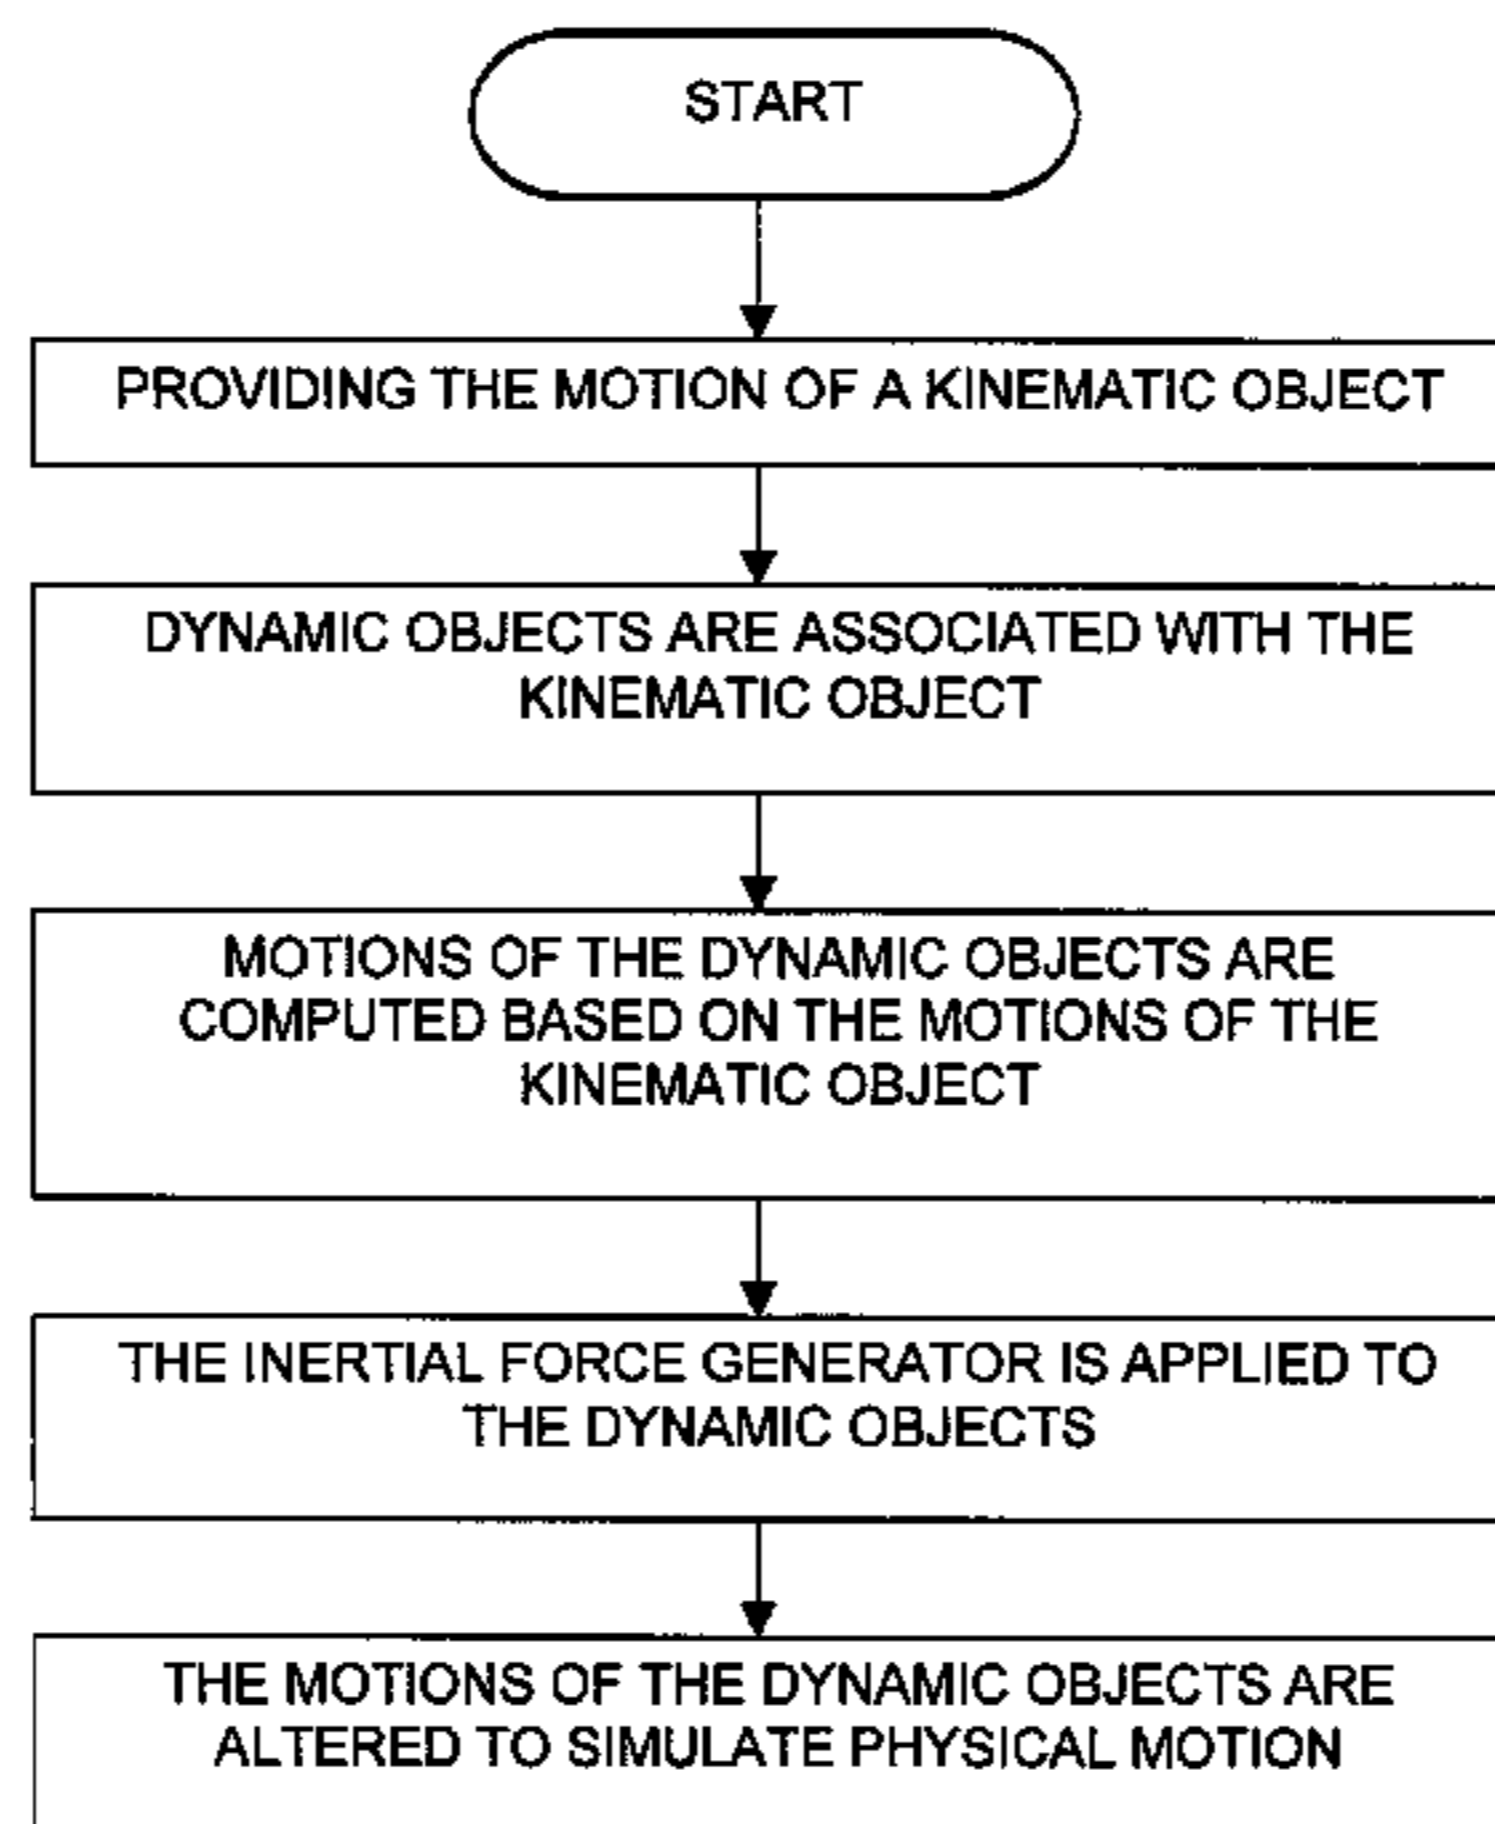 START
PROVIDING THE MOTION OF A KINEMATIC OBJECT
DYNAMIC OBJECTS ARE ASSOCIATED WITH THE
KINEMATIC OBJECT
MOTIONS OF THE DYNAMIC OBJECTS ARE
COMPUTED BASED ON THE MOTIONS OF THE
KINEMATIC OBJECT
THE INERTIAL FORCE GENERATOR IS APPLIED TO
THE DYNAMIC OBJECTS
THE MOTIONS OF THE DYNAMIC OBJECTS ARE
ALTERED TO SIMULATE PHYSICAL MOTION